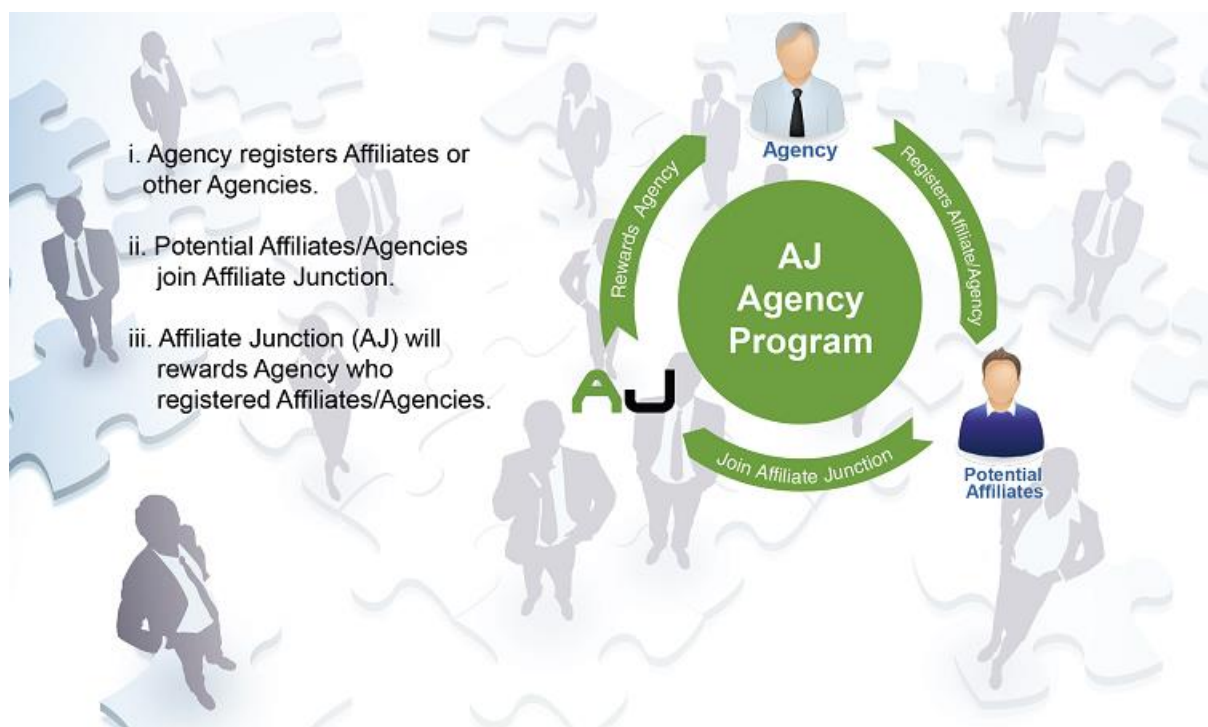 i. Agency registers Affiliates or
other Agencies.
ii. Potential Affiliates/Agencies
join Affiliate Junction.
iii. Affiliate Junction (AJ) will
rewards Agency who
registered Affiliates/Agencies.
Agency
Registers Affiliate/Agency
Rewards Agency
AJ
Agency
Program
AJ
Join Affiliate Junction
Potential
Affiliates